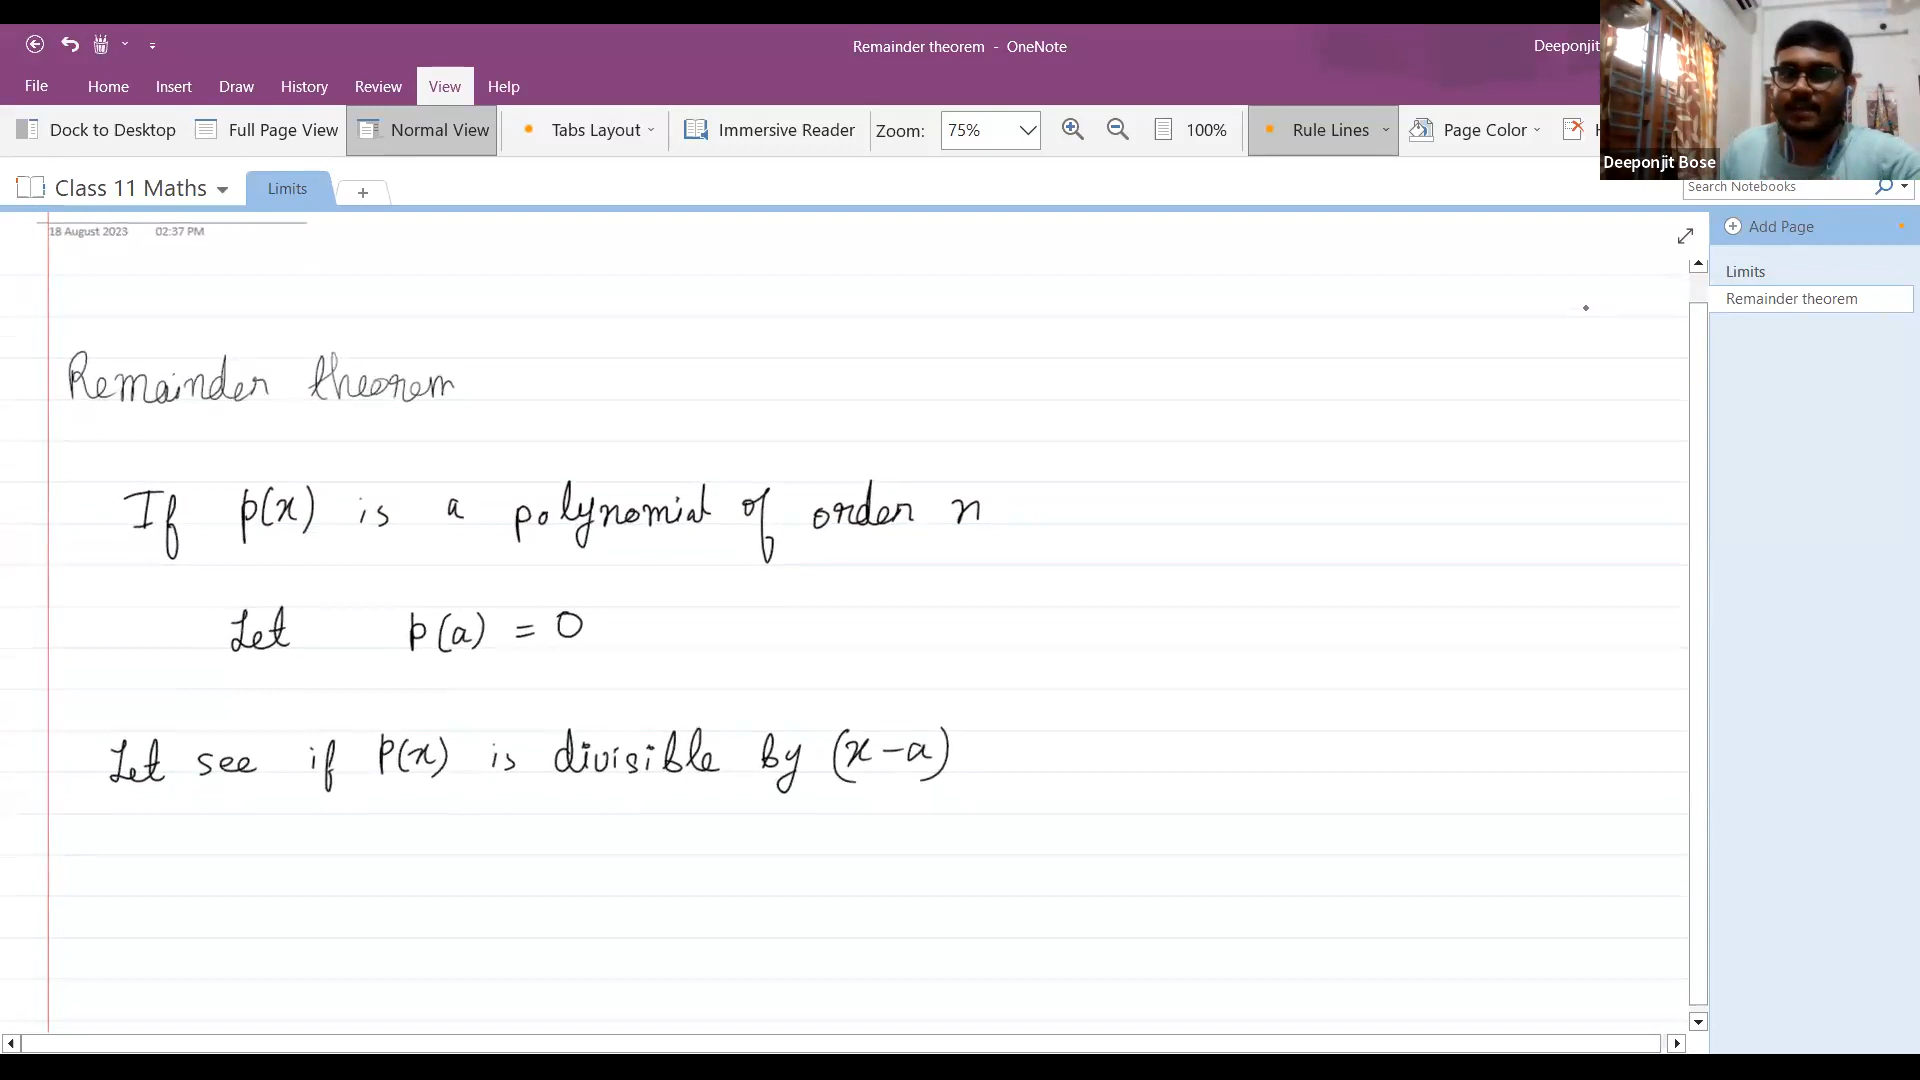 Remainder theorem - OneNote
Deeponjit
File Home Insert Draw History Review View Help
Dock to Desktop Full Page View Normal View Tabs Layout Immersive Reader Zoom: 75% 100% Rule Lines Page Color
Deeponjit Bose
Class 11 Maths Limits +
Search Notebooks
18 August 2023 02:37 PM
Add Page
Limits
Remainder theorem
Remainder theorem
If p(x) is a polynomial of order n
Let p(a) = 0
Let see if P(x) is divisible by (x-a)